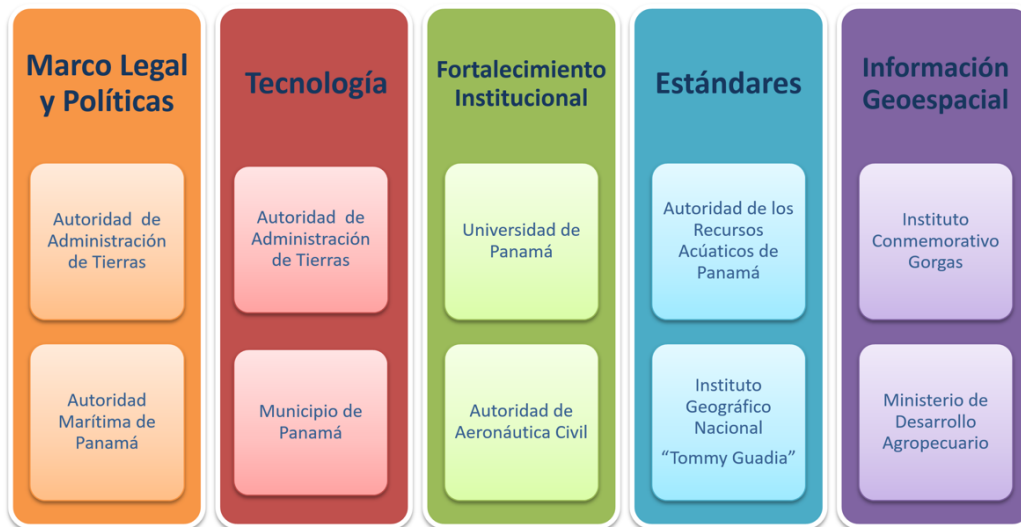 Marco Legal
y Políticas
Autoridad de
Administración
de Tierras
Autoridad
Marítima de
Panamá
Tecnología
Autoridad de
Administración
de Tierras
Municipio de
Panamá
Fortalecimiento
Institucional
Universidad de
Panamá
Autoridad de
Aeronáutica Civil
Estándares
Autoridad de los
Recursos
Acúaticos de
Panamá
Instituto
Geográfico
Nacional
“Tommy Guadia”
Información
Geoespacial
Instituto
Conmemorativo
Gorgas
Ministerio de
Desarrollo
Agropecuario